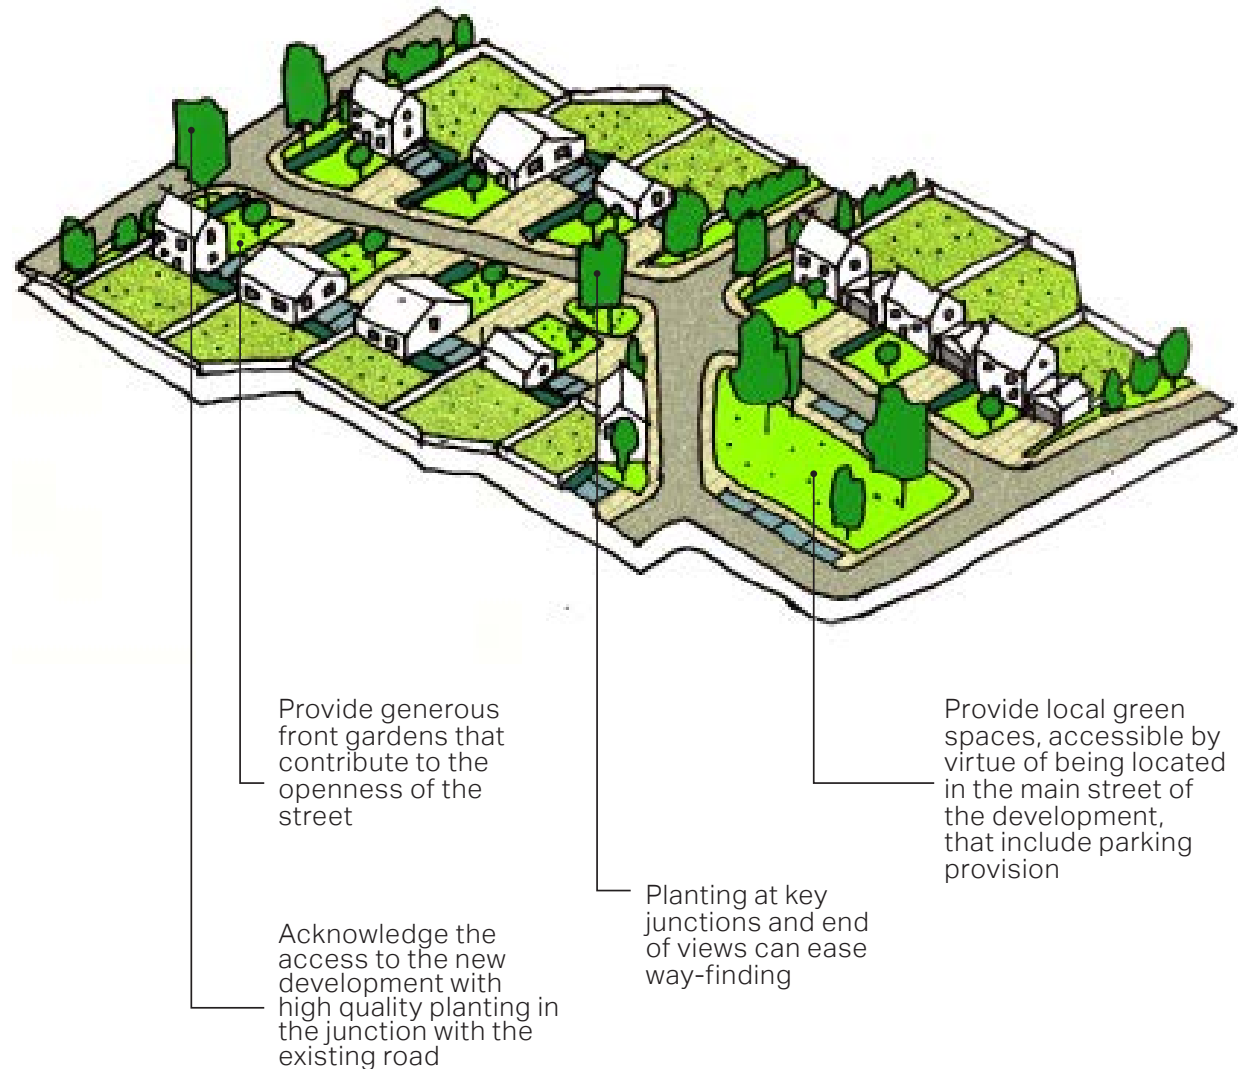 Provide generous
front gardens that
contribute to the
openness of the
street
Provide local green
spaces, accessible by
virtue of being located
in the main street of
the development,
that include parking
provision
Planting at key
junctions and end
of views can ease
way-finding
Acknowledge the
access to the new
development with
high quality planting in
the junction with the
existing road